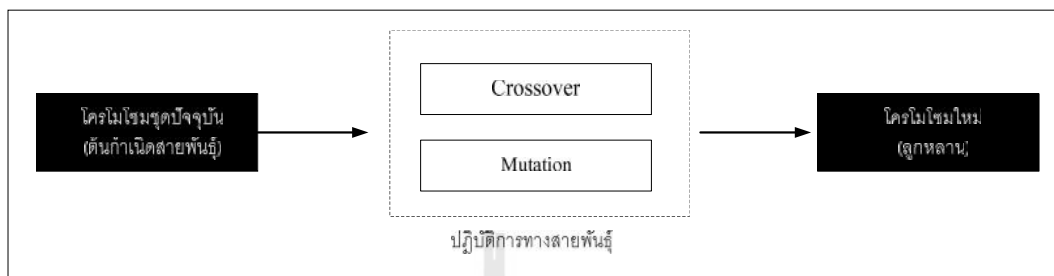 โครโมโซมชุดปัจจุบัน
(ต้นกำเนิดสายพันธุ์)
Crossover
Mutation
ปฏิบัติการทางสายพันธุ์
โครโมโซมใหม่
(ลูกหลาน)